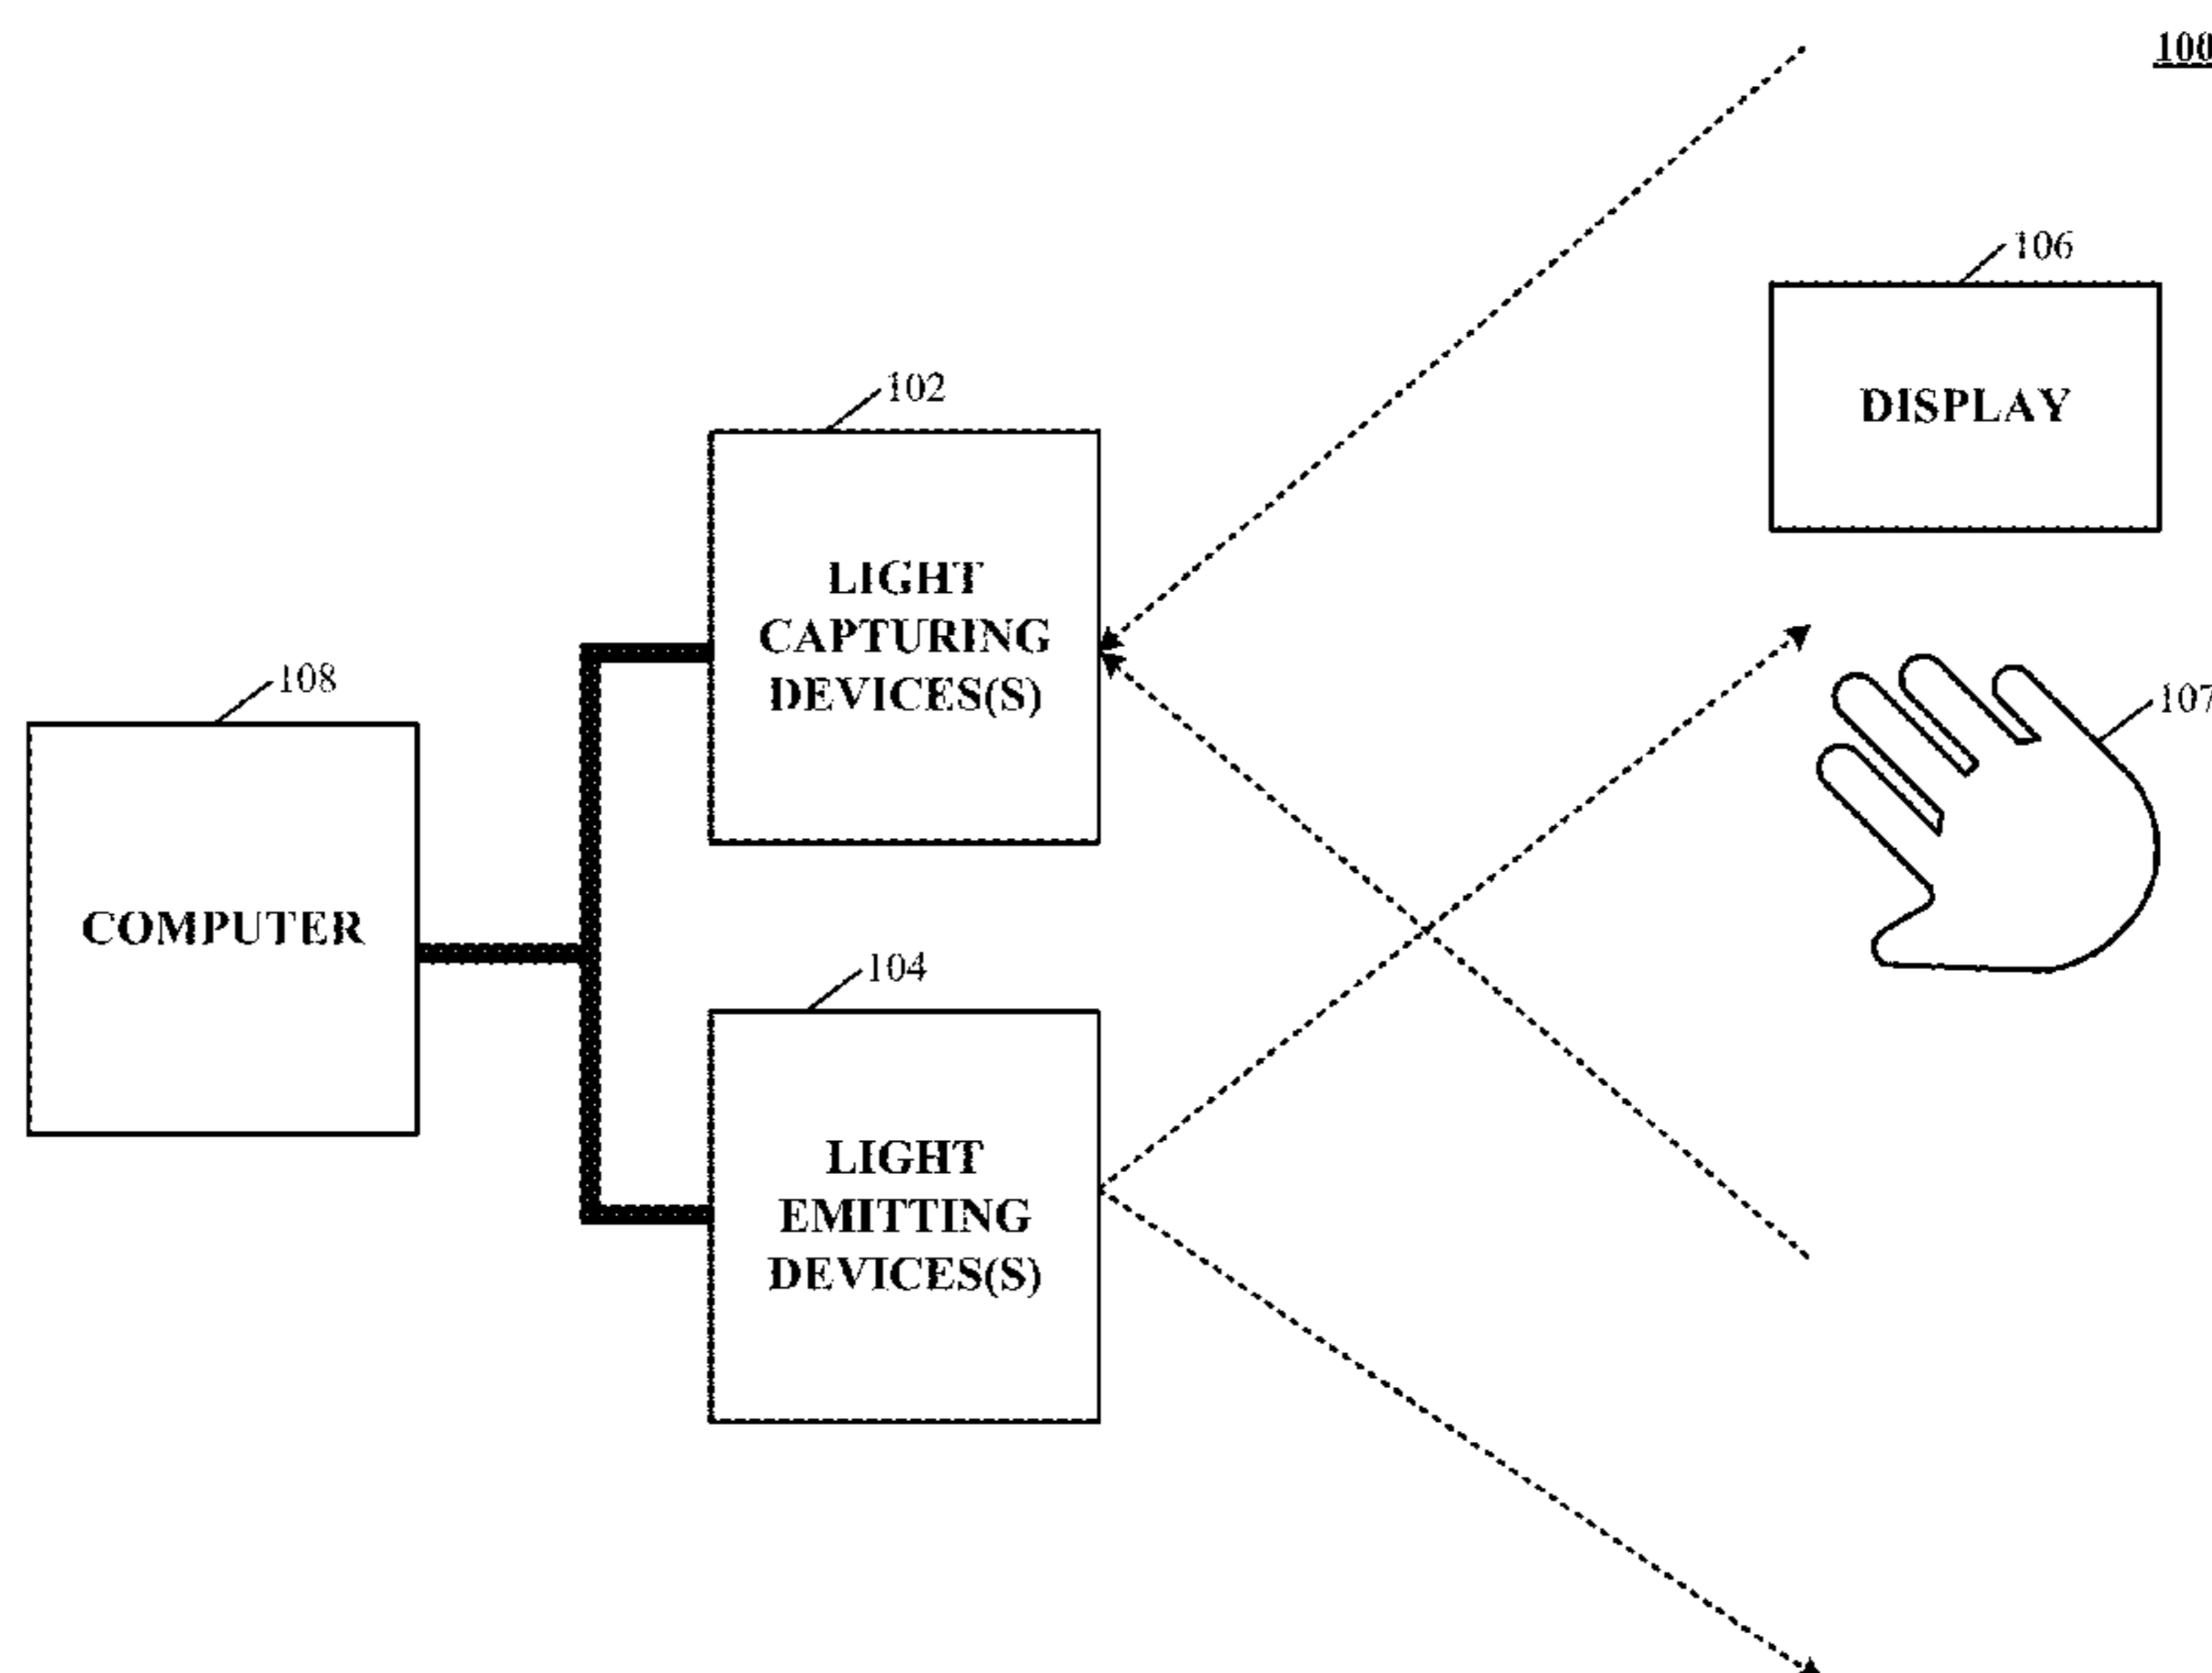 100
106
DISPLAY
102
LIGHT
CAPTURING
DEVICES(S)
107
108
COMPUTER
104
LIGHT
EMITTING
DEVICES(S)